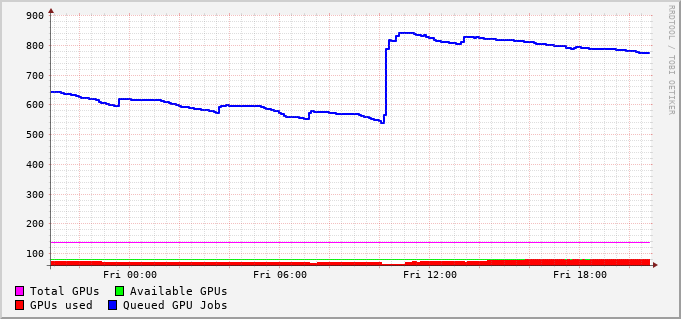 900
800
700
600
500
400
300
200
100
Fri 00:00 Fri 06:00 Fri 12:00 Fri 18:00
Total GPUs Available GPUs
GPUs used Queued GPU Jobs
RRDTOOL / TOBI OETIKER